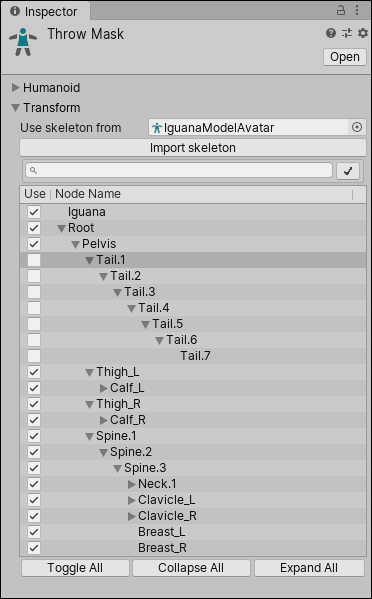 Inspector
Throw Mask
Open
Humanoid
Transform
Use skeleton from IguanaModelAvatar
Import skeleton
Use Node Name
Iguana
Root
Pelvis
Tail.1
Tail.2
Tail.3
Tail.4
Tail.5
Tail.6
Tail.7
Thigh_L
Calf_L
Thigh_R
Calf_R
Spine.1
Spine.2
Spine.3
Neck.1
Clavicle_L
Clavicle_R
Breast_L
Breast_R
Toggle All Collapse All Expand All